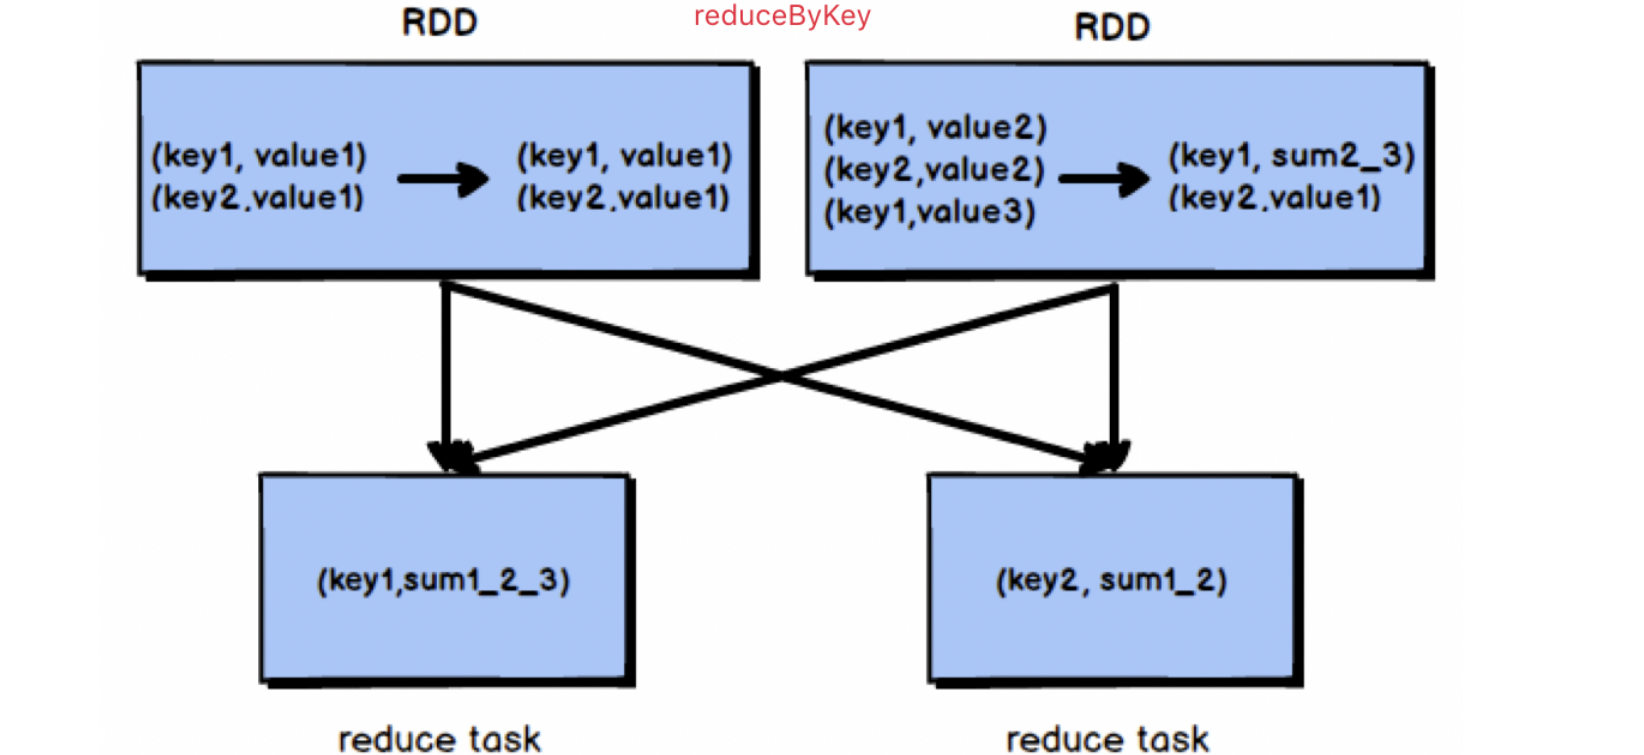 RDD
reduceByKey
RDD
(key1, value1)
(key2,value1)
(key1, value1)
(key2,value1)
(key1, value2)
(key2,value2)
(key1,value3)
(key1, sum2_3)
(key2,value1)
(key1,sum1_2_3)
(key2, sum1_2)
reduce task
reduce task